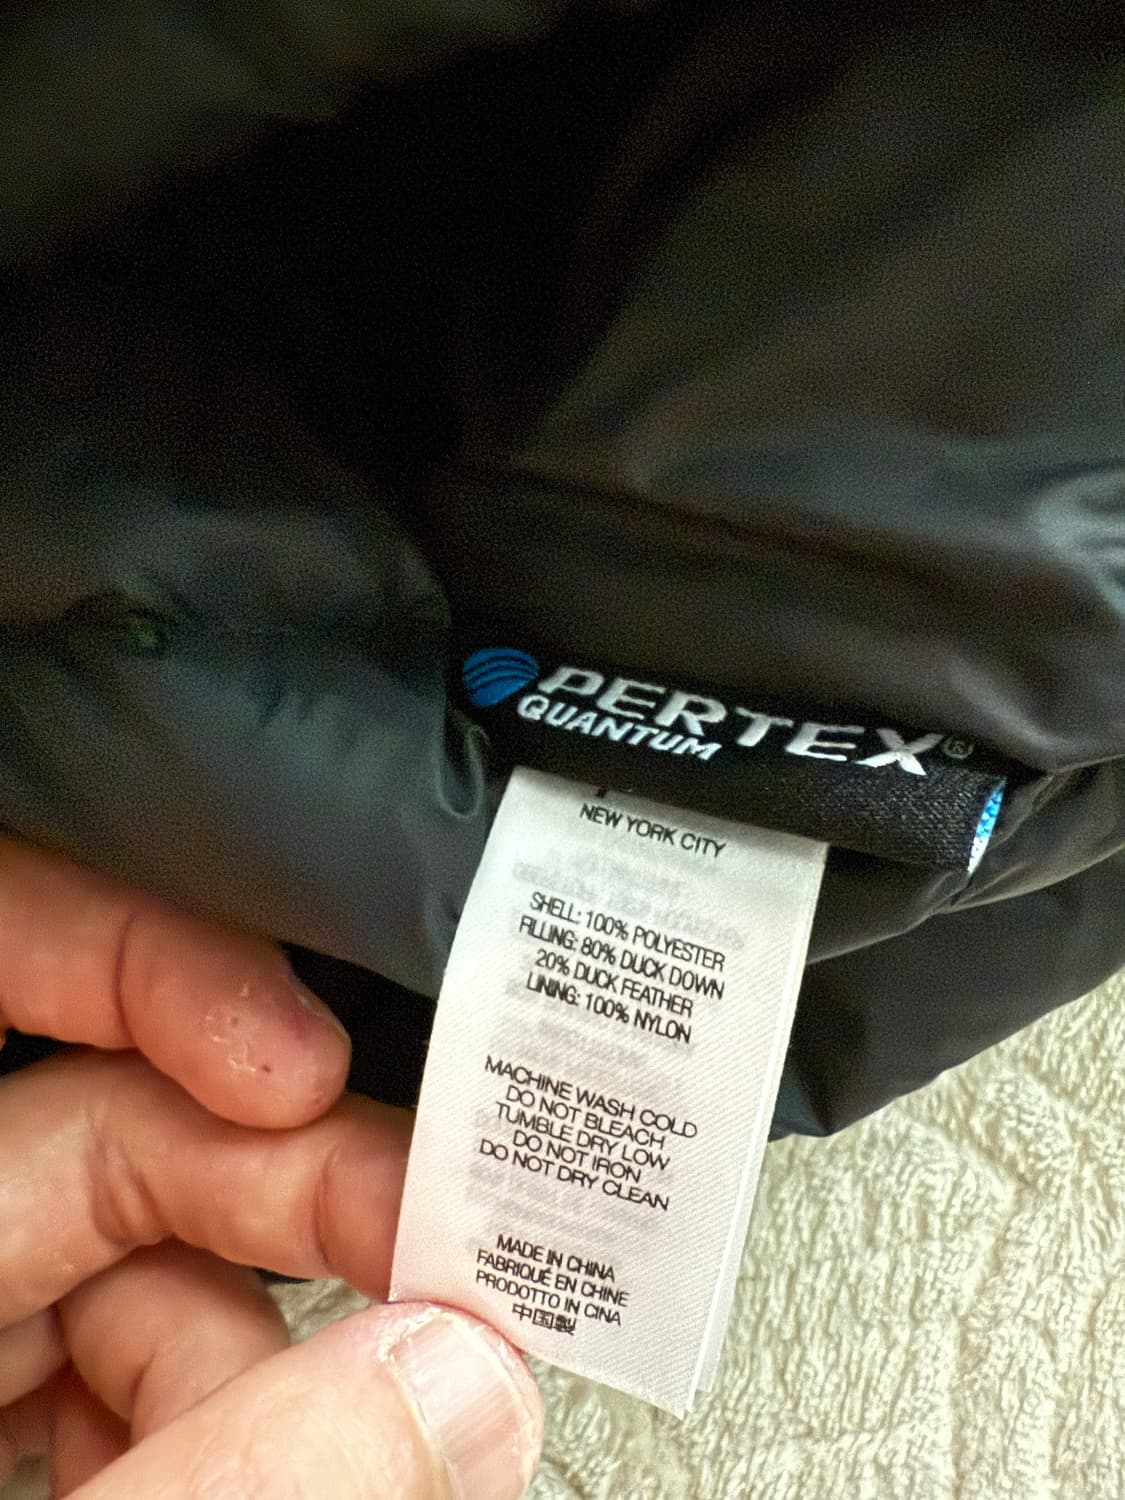 PERTEX®
QUANTUM
NEW YORK CITY
SHELL: 100% POLYESTER
FILLING: 80% DUCK DOWN
20% DUCK FEATHER
LINING: 100% NYLON
MACHINE WASH COLD
DO NOT BLEACH
TUMBLE DRY LOW
DO NOT IRON
DO NOT DRY CLEAN
MADE IN CHINA
FABRIQUÉ EN CHINE
PRODOTTO IN CINA
中国製